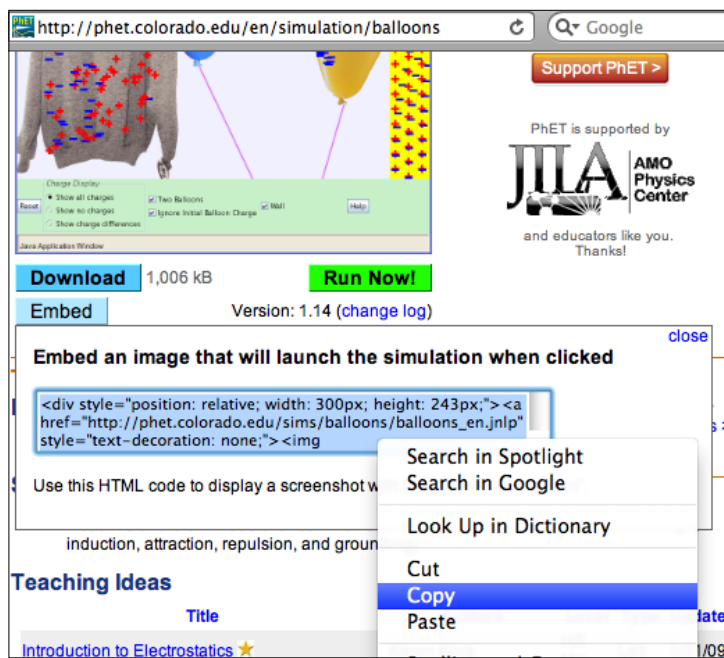 http://phet.colorado.edu/en/simulation/balloons
Google
Support PhET >
PhET is supported by
JILA
AMO
Physics
Center
and educators like you.
Thanks!
Charge Display
Show all charges
Show no charges
Show charge differences
Reset
Two Balloons
Ignore Initial Balloon Charge
Wall
Help
Java Application Window
Download 1,006 kB Run Now!
Embed Version: 1.14 (change log)
close
Embed an image that will launch the simulation when clicked
<div style="position: relative; width: 300px; height: 243px;"><a
href="http://phet.colorado.edu/sims/balloons/balloons_en.jnlp"
style="text-decoration: none;"><img
Use this HTML code to display a screenshot
Search in Spotlight
Search in Google
Look Up in Dictionary
Cut
Copy
Paste
induction, attraction, repulsion, and
Teaching Ideas
Title
Introduction to Electrostatics